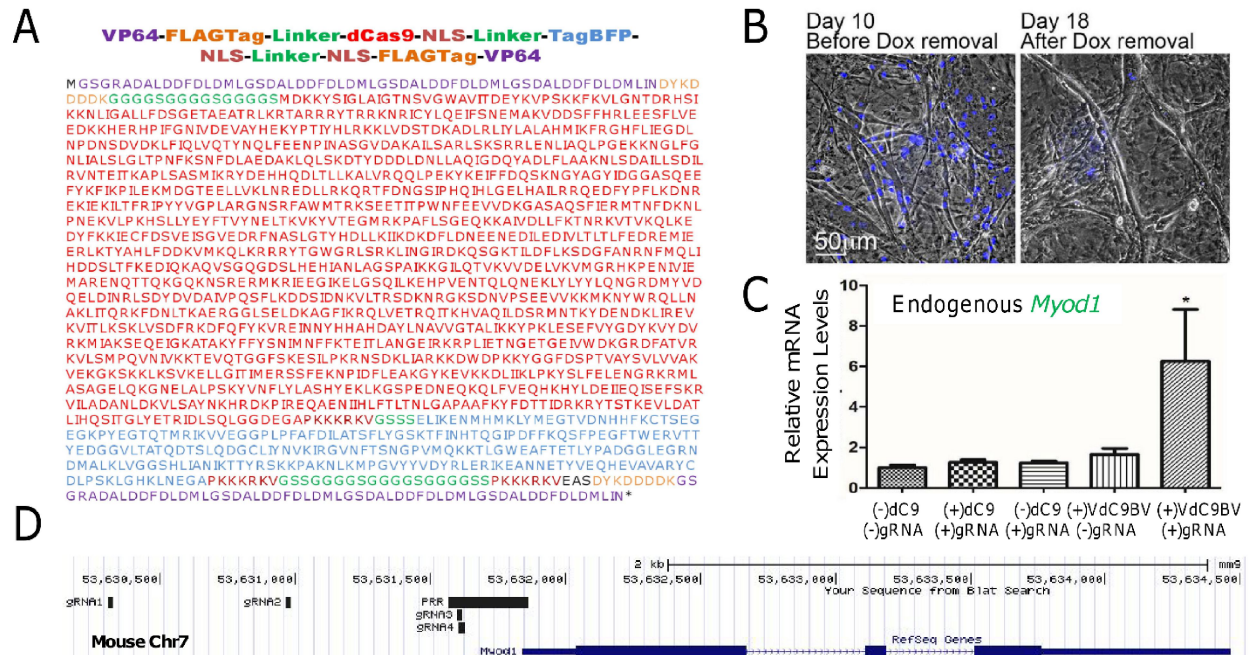 A
VP64-FLAGTag-Linker-dCas9-NLS-Linker-TagBFP-
NLS-Linker-NLS-FLAGTag-VP64
MGSGRADALDDFDLDMLGSDALDDFDLDMLGSDALDDFDLDMLGSDALDDFDLDMLINDYKD
DDDKGGGGSGGGGSGGGGSMDKKYSIGLAIGTNSVGWAVITDEYKVPSKKFKVLGNTDRHSI
KKNLIGALLFDSGETAEATRLKRTARRRYTRRKNRICYLQEIFSNEMAKVDDSFFHRLEESFLVE
EDKKHERHPIFGNIVDEVAYHEKYPTIYHLRKKLVDSTDKADLRLIYLALAHMIKFRGHFLIEGDL
NPDNSDVDKLFIQLVQTYNQLFEENPINASGVDAKAILSARLSKSRRLENLIAQLPGEKKNGLFG
NLIALSLGLTPNFKSNFDLAEDAKLQLSKDTYDDDLDNLLAQIGDQYADLFLAAKNLSDAILLSDIL
RVNTEITKAPLSASMIKRYDEHHQDLTLLKALVRQQLPEKYKEIFFDQSKNGYAGYIDGGASQEE
FYKFIKPILEKMDGTEELLVKLNREDLLRKQRTFDNGSIPHQIHLGELHAILRRQEDFYPFLKDNR
EKIEKILTFRIPYYVGPLARGNSRFAWMTRKSEETITPWNFEEVVDKGASAQSFIERMTNFDKNL
PNEKVLPKHSLLYEYFTVYNELTKVKYVTEGMRKPAFLSGEQKKAIVDLLFKTNRKVTVKQLKE
DYFKKIECFDSVEISGVEDRFNASLGTYHDLLKIIKDKDFLDNEENEDILEDIVLTLTLFEDREMIE
ERLKTYAHLFDDKVMKQLKRRRYTGWGRLSRKLINGIRDKQSGKTILDFLKSDGFANRNFMQLI
HDDSLTFKEDIQKAQVSGQGDSLHEHIANLAGSPAIKKGILQTVKVVDELVKVMGRHKPENIVIE
MARENQTTQKGQKNSRERMKRIEEGIKELGSQILKEHPVENTQLQNEKLYLYYLQNGRDMYVD
QELDINRLSDYDVDAIVPQSFLKDDSIDNKVLTRSDKNRGKSDNVPSEEVVKKMKNYWRQLLN
AKLITQRKFDNLTKAERGGLSELDKAGFIKRQLVETRQITKHVAQILDSRMNTKYDENDKLIREV
KVITLKSKLVSDFRKDFQFYKVREINNYHHAHDAYLNAVVGTALIKKYPKLESEFVYGDYKVYDV
RKMIAKSEQEIGKATAKYFFYSNIMNFFKTEITLANGEIRKRPLIETNGETGEIVWDKGRDFATVR
KVLSMPQVNIVKKTEVQTGGFSKESILPKRNSDKLIARKKDWDPKKYGGFDSPTVAYSVLVVAK
VEKGKSKKLKSVKELLGITIMERSSFEKNPIDFLEAKGYKEVKKDLIIKLPKYSLFELENGRKRML
ASAGELQKGNELALPSKYVNFLYLASHYEKLKGSPEDNEQKQLFVEQHKHYLDEIIEQISEFSKR
VILADANLDKVLSAYNKHRDKPIREQAENIIHLFTLTNLGAPAAFKYFDTTIDRKRYTSTKEVLDAT
LIHQSITGLYETRIDLSQLGGDEGAPKKKRKVGSSSELIKENMHMKLYMEGTVDNHHFKCTSEG
EGKPYEGTQTMRIKVVEGGPLPFAFDILATSFLYGSKTFINHTQGIPDFFKQSFPEGFTWERVTT
YEDGGVLTATQDTSLQDGCLIYNVKIRGVNFTSNGPVMQKKTLGWEAFTETLYPADGGLEGRN
DMALKLVGGSHLIANIKTTYRSKKPAKNLKMPGVYYVDYRLERIKEANNETYVEQHEVAVARYC
DLPSKLGHKLNEGAPKKKRKVGSSGGGGSGGGGSGGGGSSPKKKRKVEASDYKDDDDKGS
GRADALDDFDLDMLGSDALDDFDLDMLGSDALDDFDLDMLGSDALDDFDLDMLIN*
B
Day 10
Before Dox removal
Day 18
After Dox removal
50µm
C
Endogenous Myod1
Relative mRNA
Expression Levels
10
8
6
4
2
0
*
(-)dC9
(-)gRNA
(+)dC9
(+)gRNA
(-)dC9
(+)gRNA
(+)VdC9BV
(-)gRNA
(+)VdC9BV
(+)gRNA
D
2 kb
mm9
53,630,500
53,631,000
53,631,500
53,632,000
53,632,500
53,633,000
53,633,500
53,634,000
53,634,500
Your Sequence from Blat Search
gRNA1
gRNA2
PRR
gRNA3
gRNA4
Mouse Chr7
RefSeq Genes
Myod1